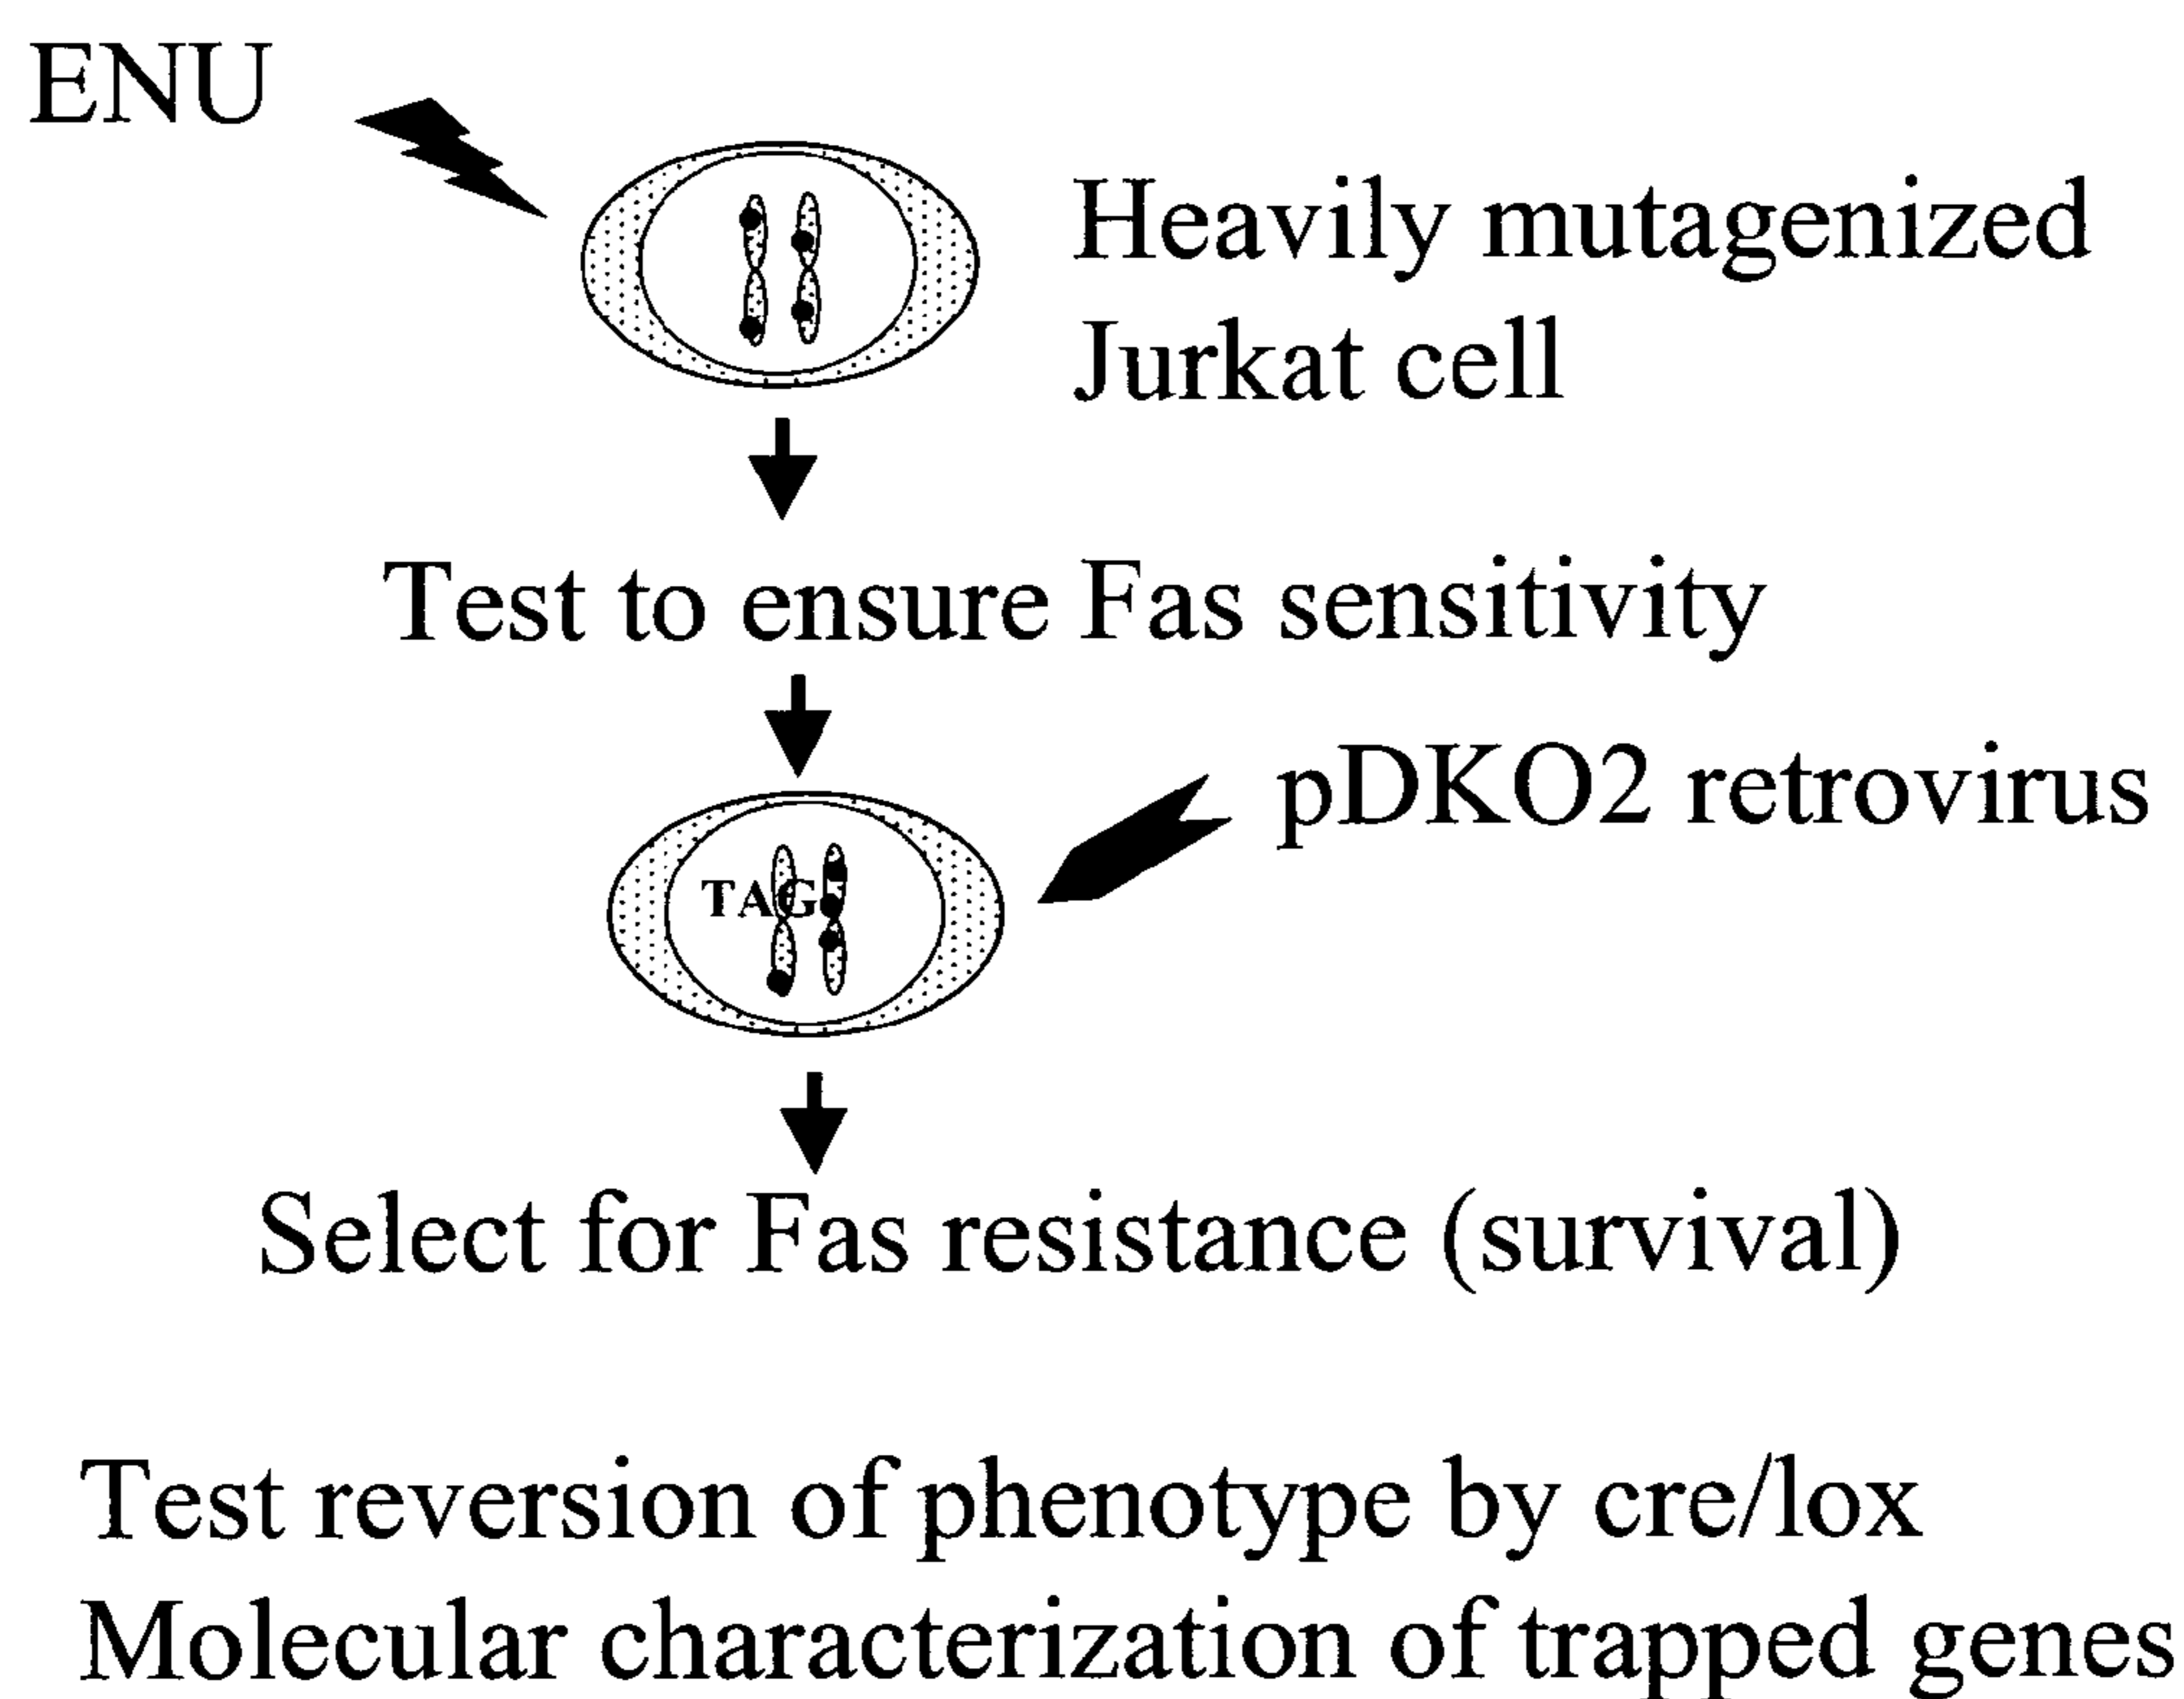 ENU
Heavily mutagenized
Jurkat cell
Test to ensure Fas sensitivity
pDKO2 retrovirus
TAG
Select for Fas resistance (survival)
Test reversion of phenotype by cre/lox
Molecular characterization of trapped genes